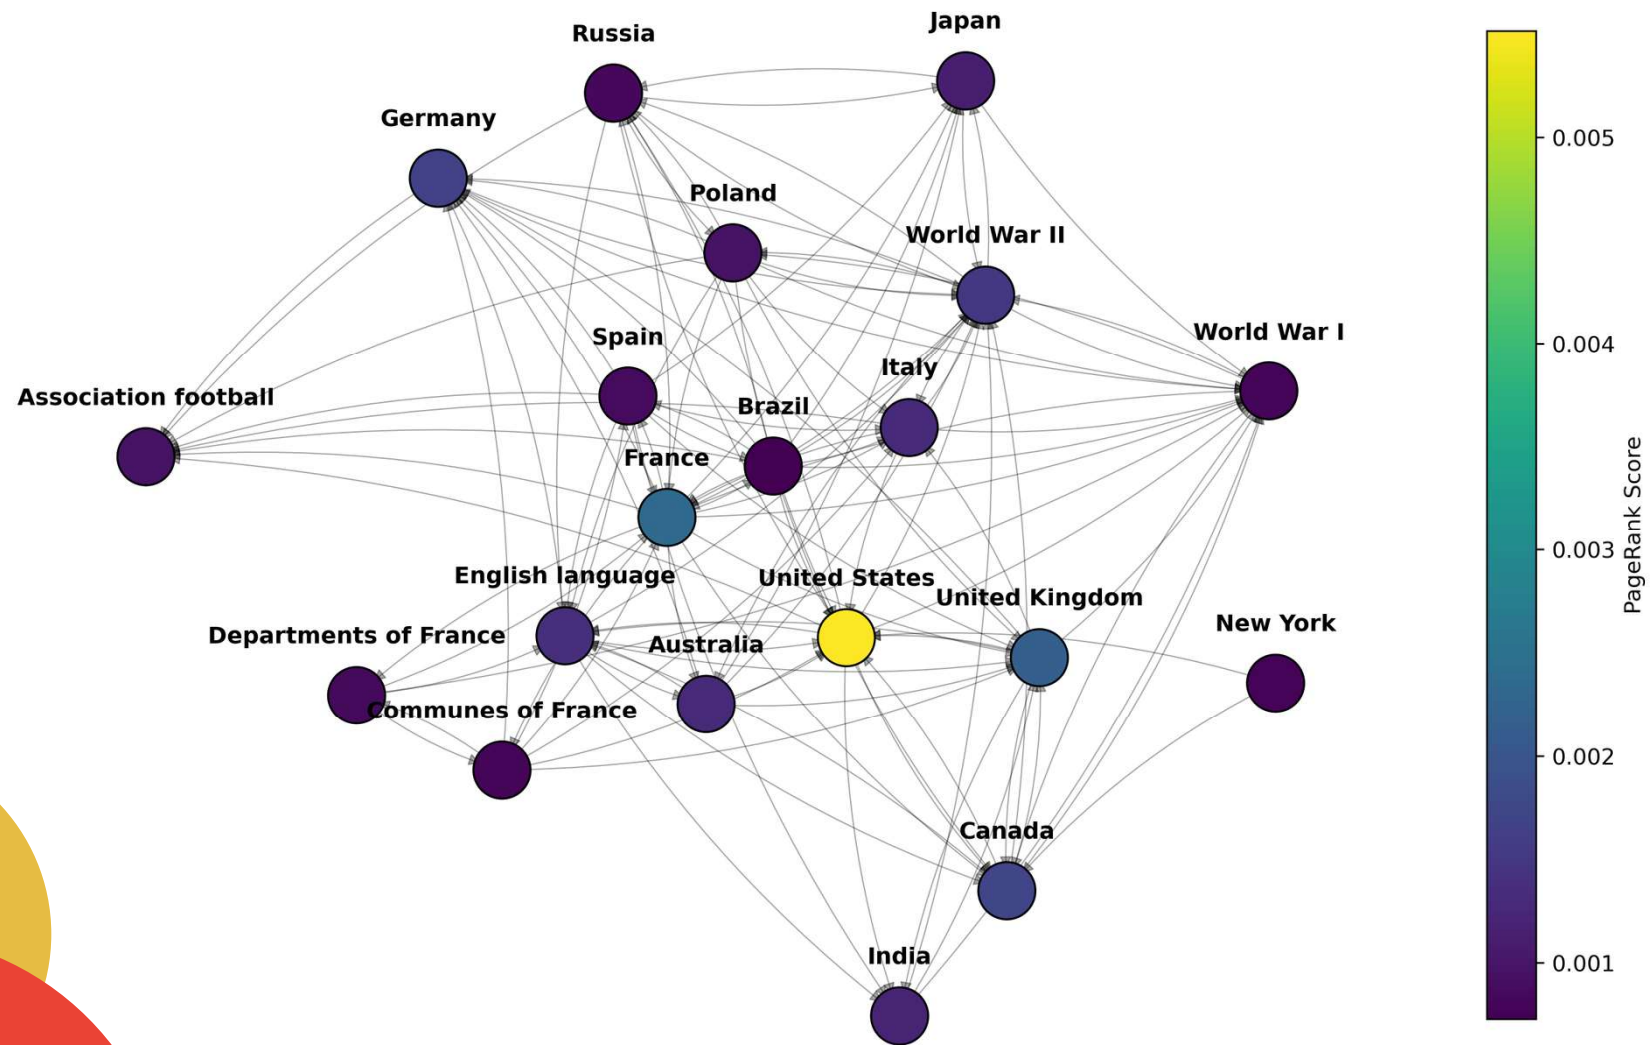 Japan
Russia
Germany
Poland
World War II
World War I
Spain
Italy
Association football
Brazil
France
English language
United States
United Kingdom
Departments of France
Australia
New York
Communes of France
Canada
India
0.005
0.004
0.003
0.002
0.001
PageRank Score